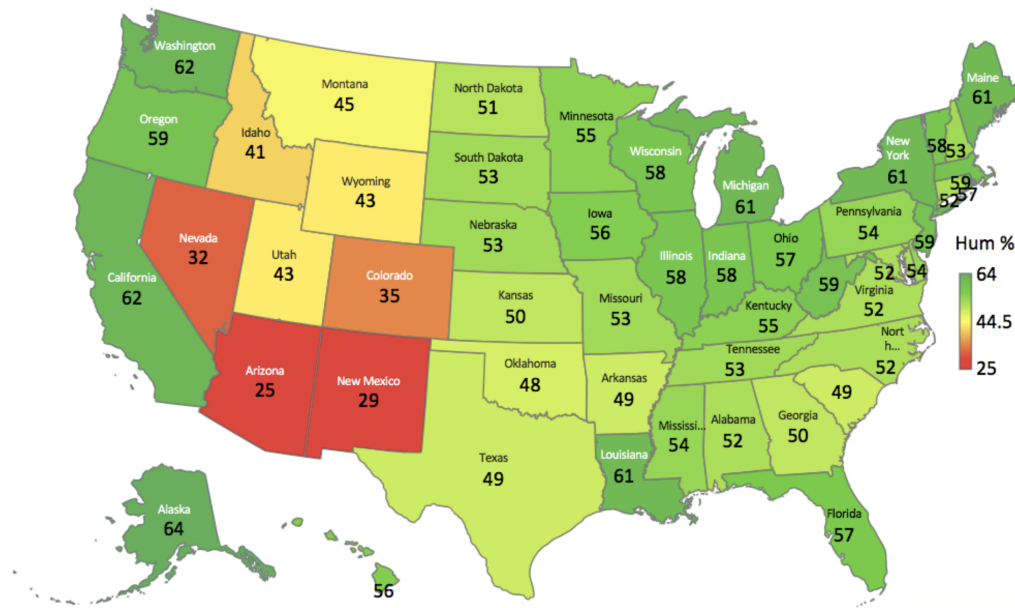 Washington
62
Oregon
59
California
62
Nevada
32
Idaho
41
Montana
45
Wyoming
43
Utah
43
Colorado
35
Arizona
25
New Mexico
29
North Dakota
51
South Dakota
53
Nebraska
53
Kansas
50
Oklahoma
48
Texas
49
Minnesota
55
Iowa
56
Missouri
53
Arkansas
49
Louisiana
61
Wisconsin
58
Illinois
58
Michigan
61
Indiana
58
Ohio
57
Kentucky
55
Tennessee
53
Mississi...
54
Alabama
52
Georgia
50
Florida
57
49
Nort
h...
52
Virginia
52
59
52
54
Pennsylvania
54
59
New
York
61
58
53
Maine
61
59
52
57
Alaska
64
56
Hum %
64
44.5
25